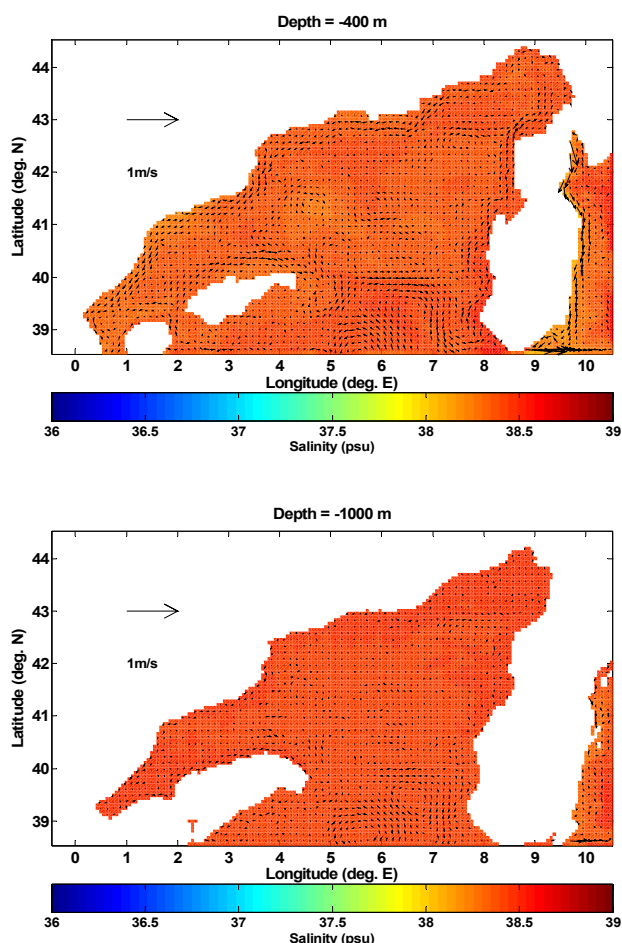 Depth = -400 m
44
43
42
41
40
39
Latitude (deg. N)
1m/s
0 1 2 3 4 5 6 7 8 9 10
Longitude (deg. E)
36 36.5 37 37.5 38 38.5 39
Salinity (psu)
Depth = -1000 m
44
43
42
41
40
39
Latitude (deg. N)
1m/s
0 1 2 3 4 5 6 7 8 9 10
Longitude (deg. E)
36 36.5 37 37.5 38 38.5 39
Salinity (psu)